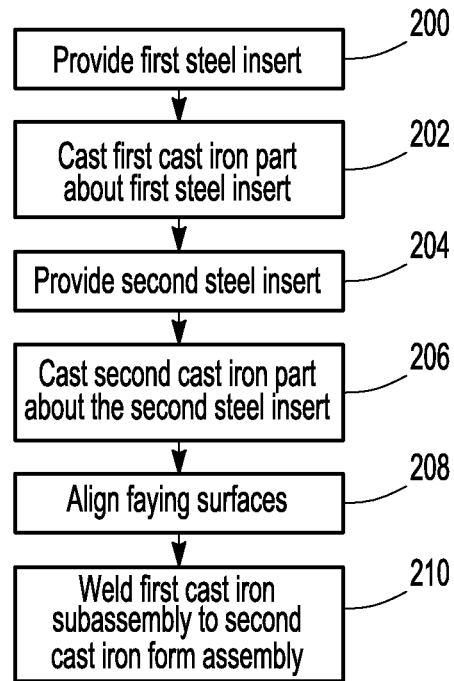 200
Provide first steel insert
202
Cast first cast iron part
about first steel insert
204
Provide second steel insert
206
Cast second cast iron part
about the second steel insert
208
Align faying surfaces
210
Weld first cast iron
subassembly to second
cast iron form assembly